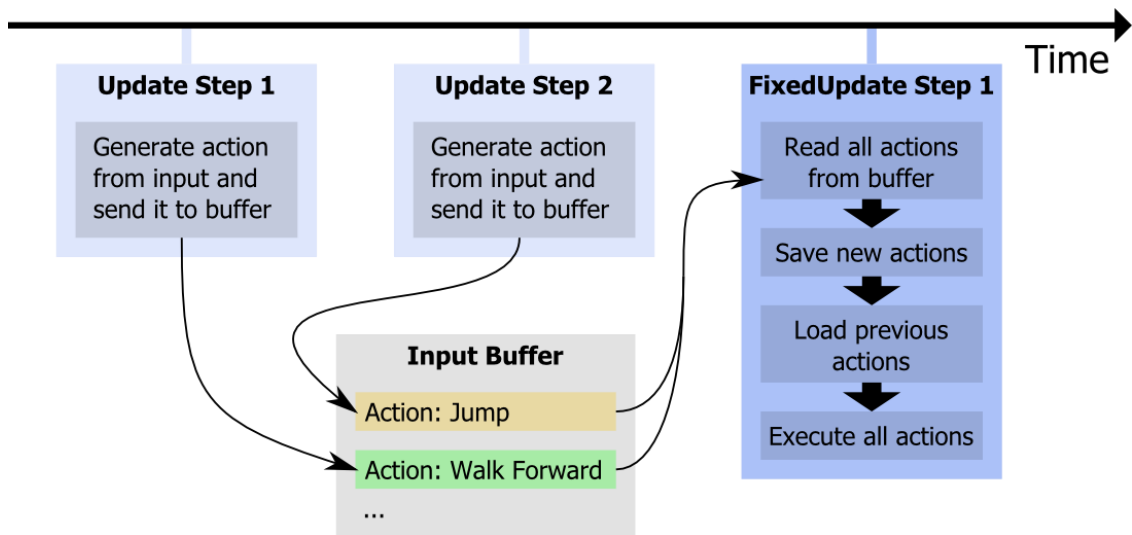 Time
Update Step 1
Generate action
from input and
send it to buffer
Update Step 2
Generate action
from input and
send it to buffer
FixedUpdate Step 1
Read all actions
from buffer
Save new actions
Load previous
actions
Execute all actions
Input Buffer
Action: Jump
Action: Walk Forward
...